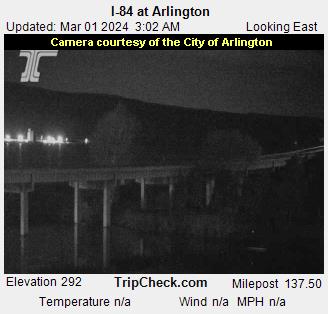 I-84 at Arlington
Updated: Mar 01 2024 3:02 AM Looking East
Camera courtesy of the City of Arlington
Elevation 292 TripCheck.com Milepost 137.50
Temperature n/a Wind n/a MPH n/a